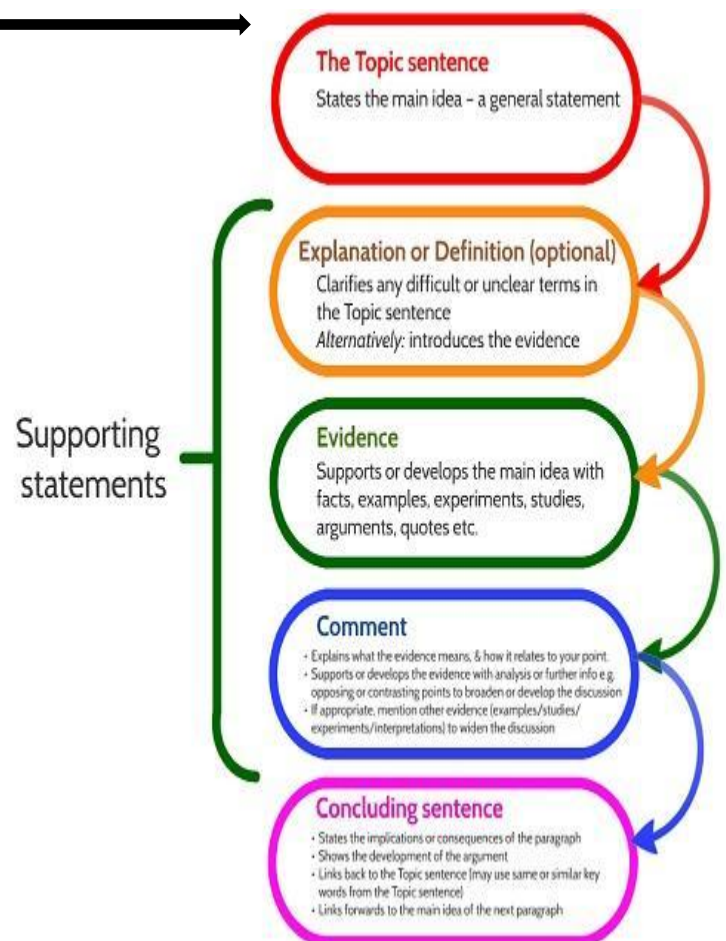 The Topic sentence
States the main idea – a general statement
Explanation or Definition (optional)
Clarifies any difficult or unclear terms in
the Topic sentence
Alternatively: introduces the evidence
Supporting
statements
Evidence
Supports or develops the main idea with
facts, examples, experiments, studies,
arguments, quotes etc.
Comment
• Explains what the evidence means, & how it relates to your point.
• Supports or develops the evidence with analysis or further info e.g.
opposing or contrasting points to broaden or develop the discussion
• If appropriate, mention other evidence (examples/studies/
experiments/interpretations) to widen the discussion
Concluding sentence
• States the implications or consequences of the paragraph
• Shows the development of the argument
• Links back to the Topic sentence (may use same or similar key
words from the Topic sentence)
• Links forwards to the main idea of the next paragraph